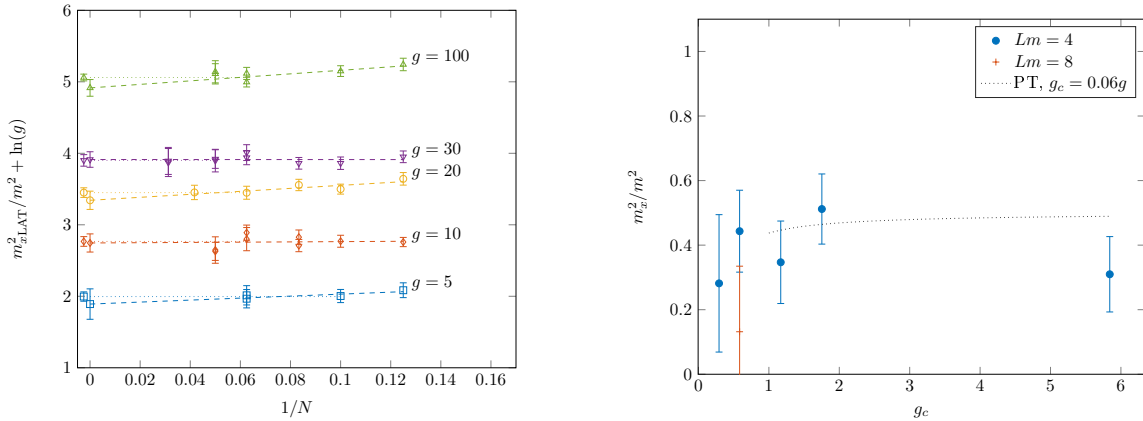 6
5
4
3
2
1
m²ₓLAT/m² + ln(g)
g = 100
g = 30
g = 20
g = 10
g = 5
0 0.02 0.04 0.06 0.08 0.1 0.12 0.14 0.16
1/N
1
0.8
0.6
0.4
0.2
0
m²ₓ/m²
Lm = 4
Lm = 8
PT, g_c = 0.06g
0 1 2 3 4 5 6
g_c